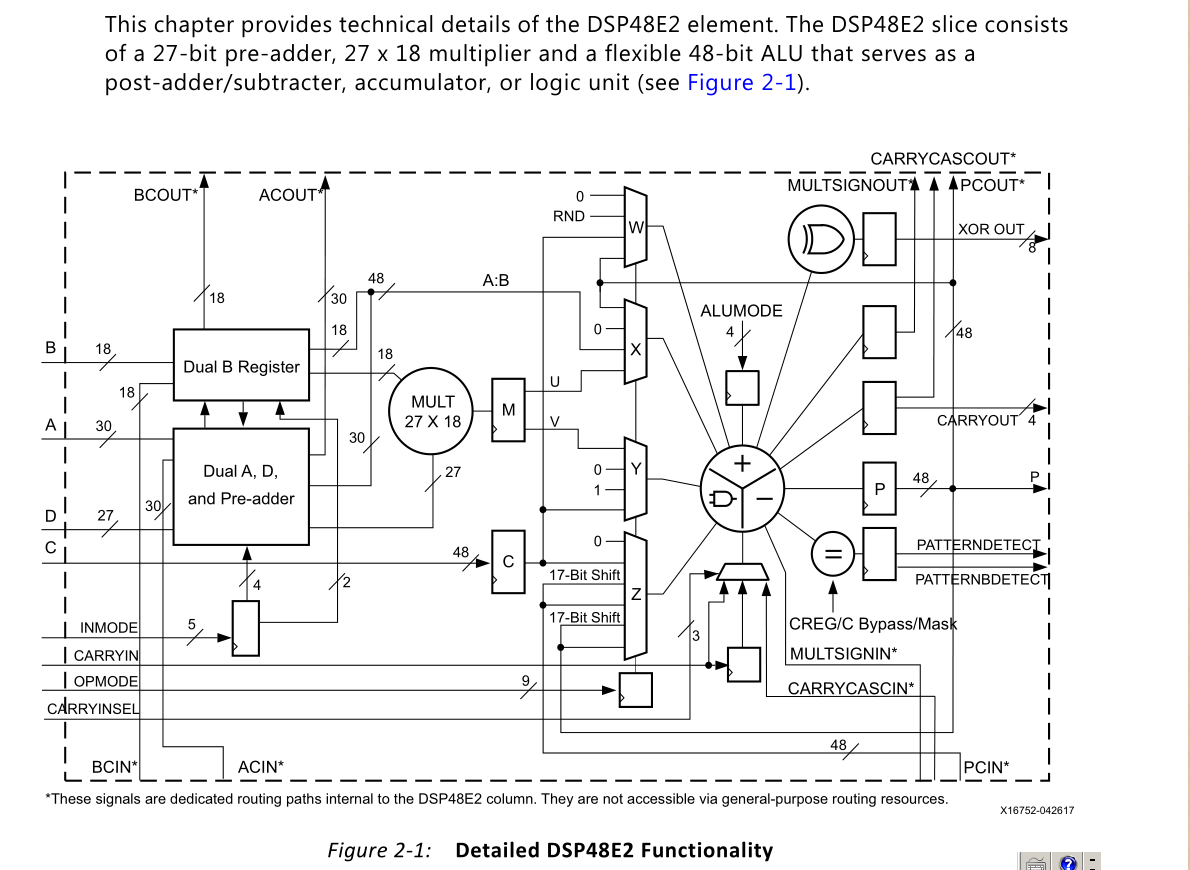 This chapter provides technical details of the DSP48E2 element. The DSP48E2 slice consists
of a 27-bit pre-adder, 27 x 18 multiplier and a flexible 48-bit ALU that serves as a
post-adder/subtracter, accumulator, or logic unit (see Figure 2-1).
CARRYCASCOUT*
BCOUT* ACOUT* MULTSIGNOUT* PCOUT*
0
RND
W
XOR OUT
8
18
30
48
A:B
18
ALUMODE
4
0
X
48
B
18
Dual B Register
18
18
MULT
27 X 18
M
U
V
CARRYOUT 4
A
30
30
Dual A, D,
and Pre-adder
27
0
Y
1
+
−
P
48
P
30
D
27
C
48
C
0
17-Bit Shift
Z
17-Bit Shift
=
PATTERNDETECT
PATTERNBDETECT
4
2
INMODE
5
3
CREG/C Bypass/Mask
CARRYIN
MULTSIGNIN*
OPMODE
9
CARRYCASCIN*
CARRYINSEL
48
BCIN* ACIN* PCIN*
*These signals are dedicated routing paths internal to the DSP48E2 column. They are not accessible via general-purpose routing resources.
X16752-042617
Figure 2-1: Detailed DSP48E2 Functionality
?